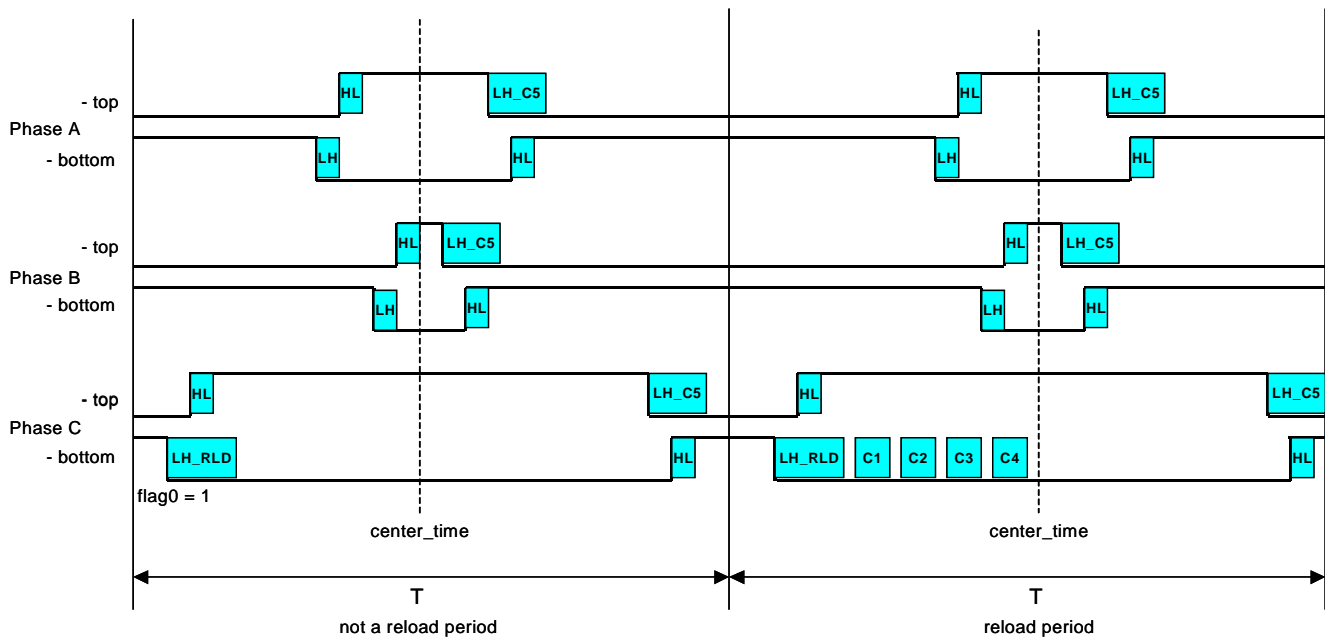 HL LH_C5 HL LH_C5
- top
Phase A
- bottom
LH HL LH HL
HL LH_C5 HL LH_C5
- top
Phase B
- bottom
LH HL LH HL
HL LH_C5 HL LH_C5
- top
Phase C
- bottom
LH_RLD HL LH_RLD C1 C2 C3 C4 HL
flag0 = 1
center_time center_time
T T
not a reload period reload period